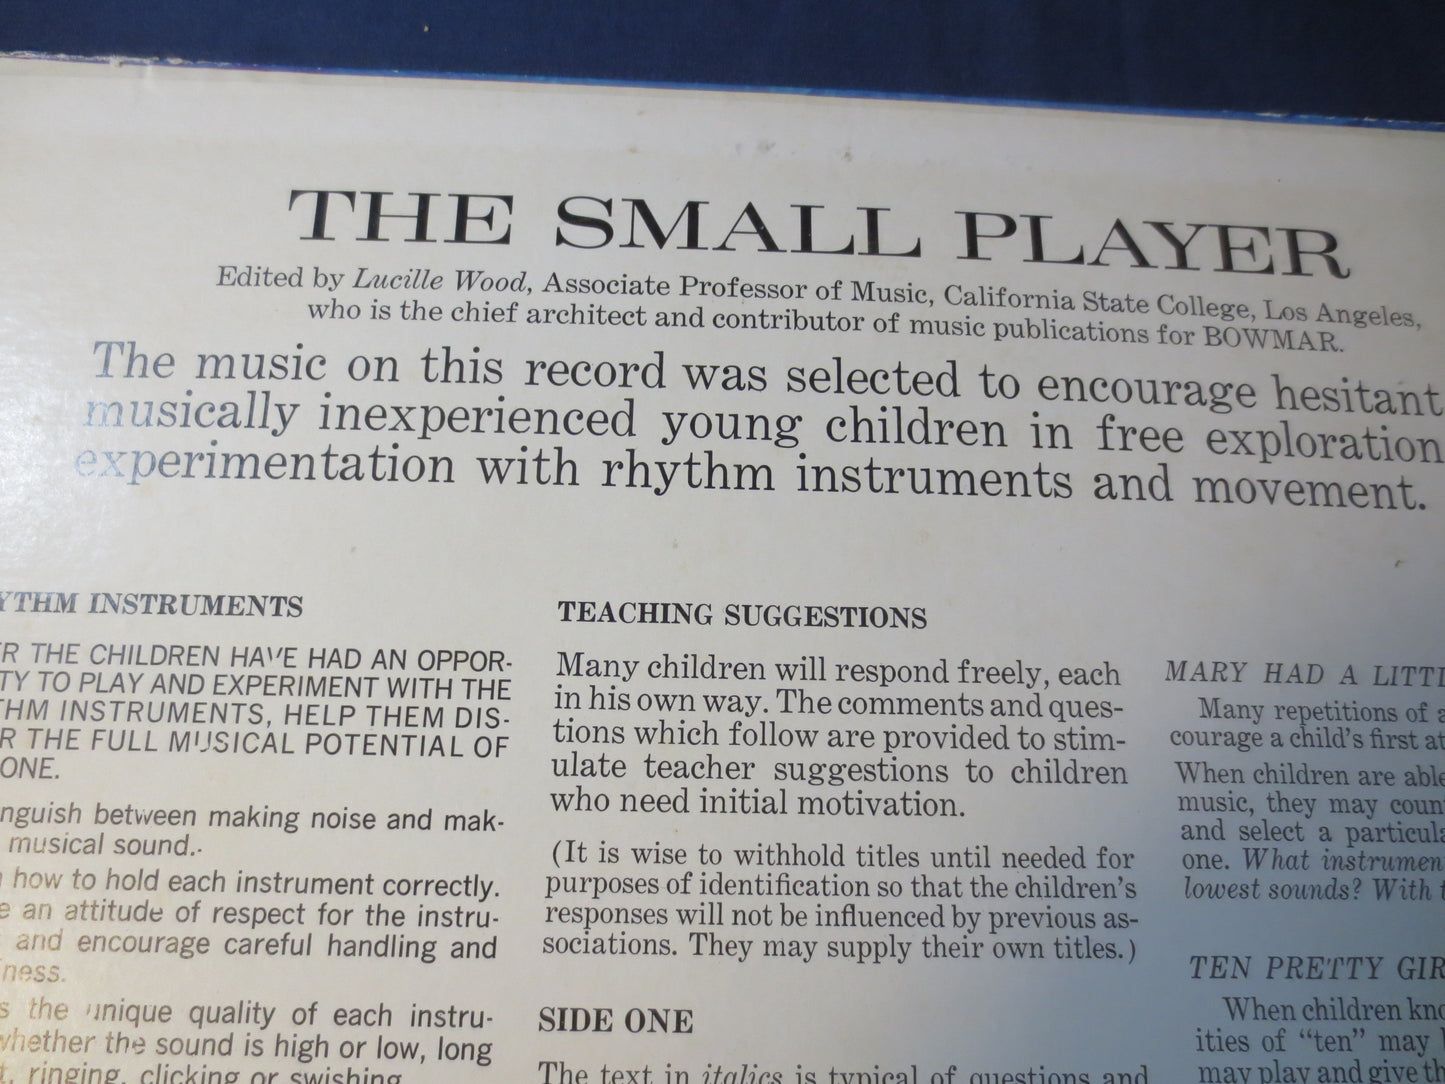 THE SMALL PLAYER
Edited by Lucille Wood, Associate Professor of Music, California State College, Los Angeles,
who is the chief architect and contributor of music publications for BOWMAR.
The music on this record was selected to encourage hesitant
musically inexperienced young children in free exploration
experimentation with rhythm instruments and movement.
YTHM INSTRUMENTS
R THE CHILDREN HAVE HAD AN OPPOR-
TY TO PLAY AND EXPERIMENT WITH THE
THM INSTRUMENTS, HELP THEM DIS-
R THE FULL MUSICAL POTENTIAL OF
ONE.
nguish between making noise and mak-
musical sound.
how to hold each instrument correctly.
e an attitude of respect for the instru-
and encourage careful handling and
ness.
s the unique quality of each instru-
whether the sound is high or low, long
t, ringing, clicking or swishing
TEACHING SUGGESTIONS
Many children will respond freely, each
in his own way. The comments and ques-
tions which follow are provided to stim-
ulate teacher suggestions to children
who need initial motivation.
(It is wise to withhold titles until needed for
purposes of identification so that the children's
responses will not be influenced by previous as-
sociations. They may supply their own titles.)
SIDE ONE
The text in italics is typical of questions and
MARY HAD A LITTL
Many repetitions of a
courage a child's first at
When children are able
music, they may coun
and select a particula
one. What instrumen
lowest sounds? With t
TEN PRETTY GIR
When children kno
ities of "ten" may
may play and give th